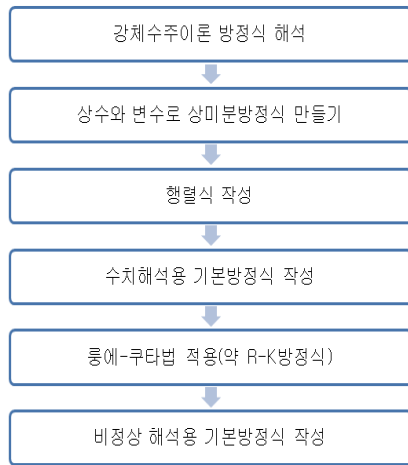 강체수주이론 방정식 해석
상수와 변수로 상미분방정식 만들기
행렬식 작성
수치해석용 기본방정식 작성
룽에-쿠타법 적용(약 R-K방정식)
비정상 해석용 기본방정식 작성